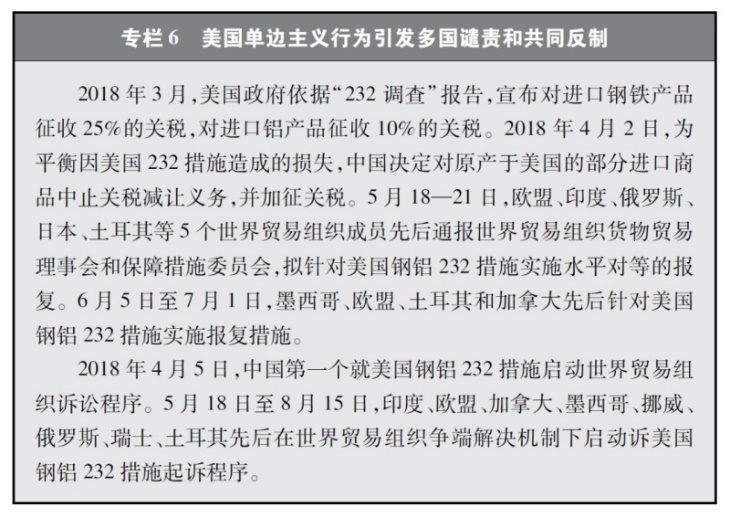 专栏6 美国单边主义行为引发多国谴责和共同反制
2018年3月,美国政府依据“232调查”报告,宣布对进口钢铁产品
征收25%的关税,对进口铝产品征收10%的关税。2018年4月2日,为
平衡因美国232措施造成的损失,中国决定对原产于美国的部分进口商
品中止关税减让义务,并加征关税。5月18—21日,欧盟、印度、俄罗斯、
日本、土耳其等5个世界贸易组织成员先后通报世界贸易组织货物贸易
理事会和保障措施委员会,拟针对美国钢铝232措施实施水平对等的报
复。6月5日至7月1日,墨西哥、欧盟、土耳其和加拿大先后针对美国
钢铝232措施实施报复措施。
2018年4月5日,中国第一个就美国钢铝232措施启动世界贸易组
织诉讼程序。5月18日至8月15日,印度、欧盟、加拿大、墨西哥、挪威、
俄罗斯、瑞士、土耳其先后在世界贸易组织争端解决机制下启动诉美国
钢铝232措施起诉程序。